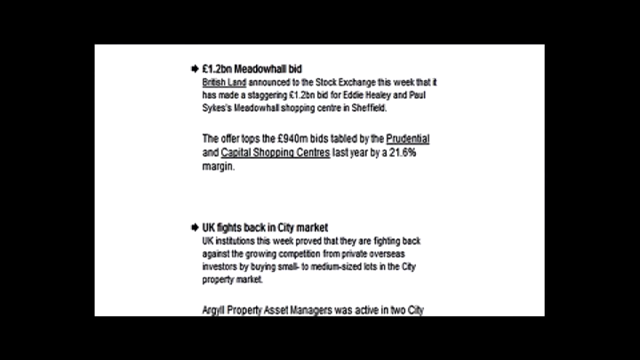 £1.2bn Meadowhall bid
British Land announced to the Stock Exchange this week that it
has made a staggering £1.2bn bid for Eddie Healey and Paul
Sykes's Meadowhall shopping centre in Sheffield.
The offer tops the £940m bids tabled by the Prudential
and Capital Shopping Centres last year by a 21.6%
margin.
UK fights back in City market
UK institutions this week proved that they are fighting back
against the growing competition from private overseas
investors by buying small- to medium-sized lots in the City
property market.
Argyll Property Asset Managers was active in two City